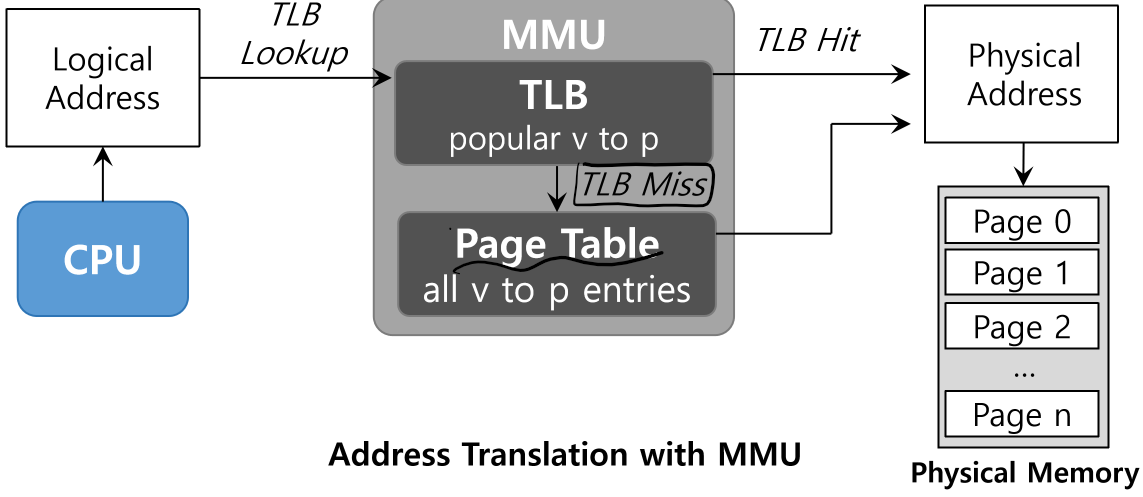 TLB
Lookup
MMU
TLB Hit
Logical
Address
Physical
Address
TLB
popular v to p
TLB Miss
CPU
Page Table
all v to p entries
Page 0
Page 1
Page 2
...
Page n
Address Translation with MMU
Physical Memory